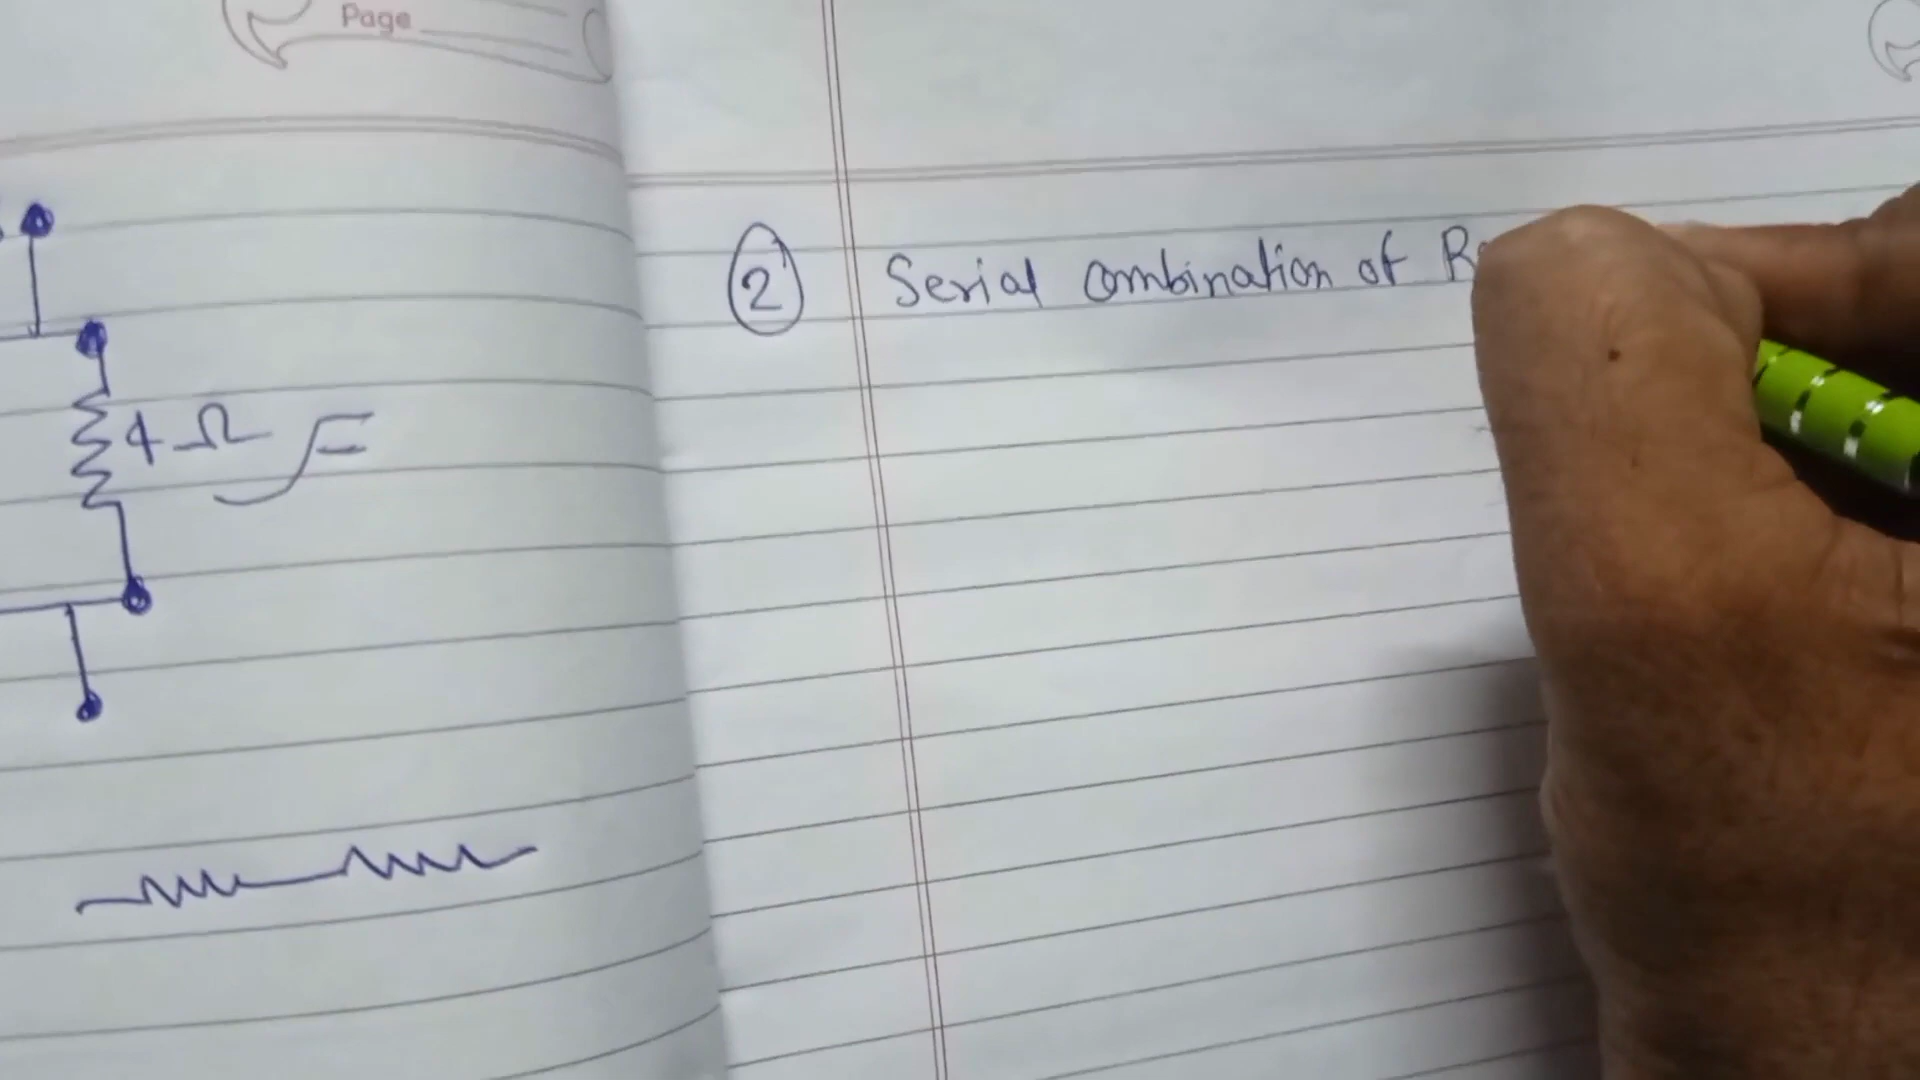 Page
4 Ω
2 Serial combination of